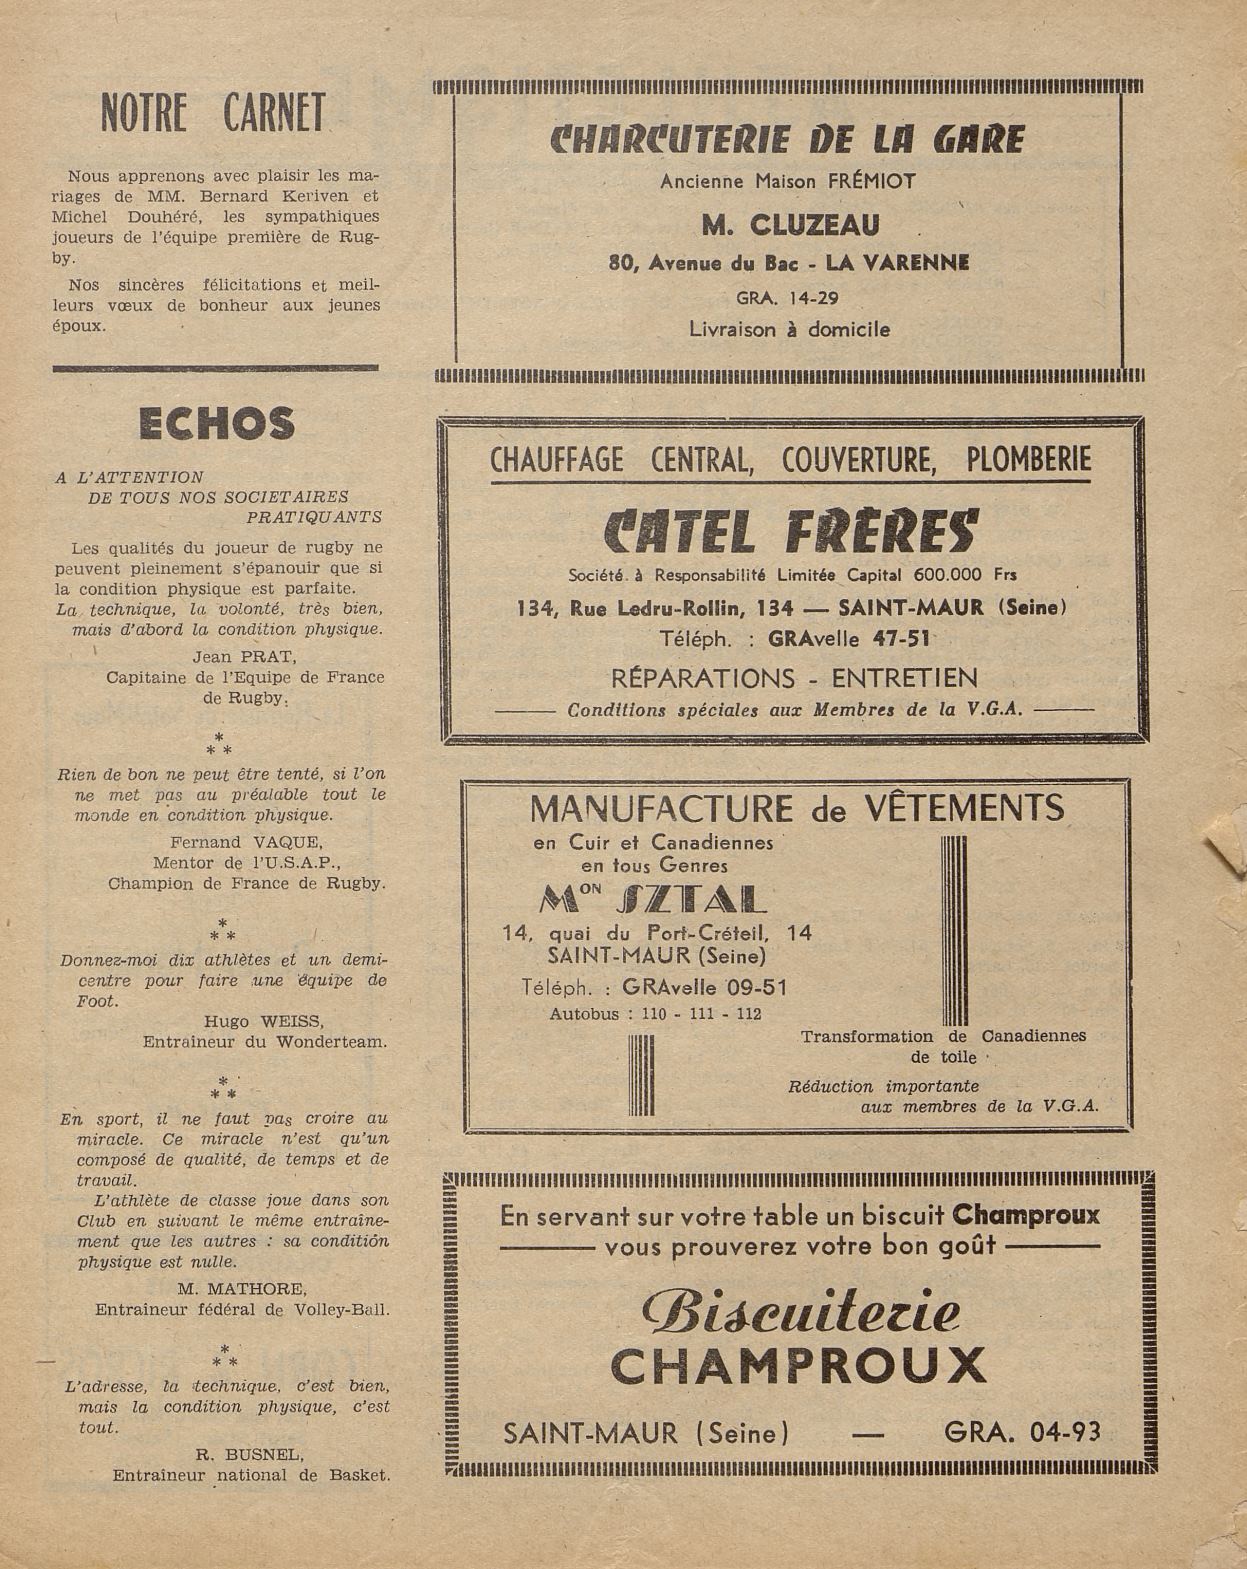 NOTRE CARNET
Nous apprenons avec plaisir les ma-
riages de MM. Bernard Keriven et
Michel Douhéré, les sympathiques
joueurs de l'équipe première de Rug-
by.
Nos sincères félicitations et meil-
leurs vœux de bonheur aux jeunes
époux.
ECHOS
A L'ATTENTION
DE TOUS NOS SOCIETAIRES
PRATIQUANTS
Les qualités du joueur de rugby ne
peuvent pleinement s'épanouir que si
la condition physique est parfaite.
La technique, la volonté, très bien,
mais d'abord la condition physique.
Jean PRAT,
Capitaine de l'Equipe de France
de Rugby.
*
* *
Rien de bon ne peut être tenté, si l'on
ne met pas au préalable tout le
monde en condition physique.
Fernand VAQUE,
Mentor de l'U.S.A.P.,
Champion de France de Rugby.
*
* *
Donnez-moi dix athlètes et un demi-
centre pour faire une équipe de
Foot.
Hugo WEISS,
Entraîneur du Wonderteam.
*
* *
En sport, il ne faut pas croire au
miracle. Ce miracle n'est qu'un
composé de qualité, de temps et de
travail.
L'athlète de classe joue dans son
Club en suivant le même entraîne-
ment que les autres : sa condition
physique est nulle.
M. MATHORE,
Entraîneur fédéral de Volley-Ball.
*
* *
L'adresse, la technique, c'est bien,
mais la condition physique, c'est
tout.
R. BUSNEL,
Entraîneur national de Basket.
CHARCUTERIE DE LA GARE
Ancienne Maison FRÉMIOT
M. CLUZEAU
80, Avenue du Bac - LA VARENNE
GRA. 14-29
Livraison à domicile
CHAUFFAGE CENTRAL, COUVERTURE, PLOMBERIE
CATEL FRÈRES
Société à Responsabilité Limitée Capital 600.000 Frs
134, Rue Ledru-Rollin, 134 — SAINT-MAUR (Seine)
Téléph. : GRAvelle 47-51
RÉPARATIONS - ENTRETIEN
Conditions spéciales aux Membres de la V.G.A.
MANUFACTURE de VÊTEMENTS
en Cuir et Canadiennes
en tous Genres
Mon SZTAL
14, quai du Port-Créteil, 14
SAINT-MAUR (Seine)
Téléph. : GRAvelle 09-51
Autobus : 110 - 111 - 112
Transformation de Canadiennes
de toile
Réduction importante
aux membres de la V.G.A.
En servant sur votre table un biscuit Champroux
vous prouverez votre bon goût
Biscuiterie
CHAMPROUX
SAINT-MAUR (Seine) — GRA. 04-93